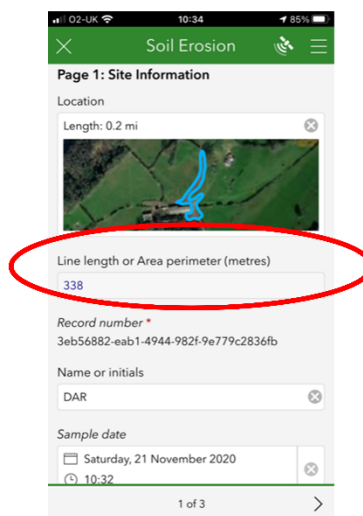 O2-UK 10:34 85%
Soil Erosion
Page 1: Site Information
Location
Length: 0.2 mi
Line length or Area perimeter (metres)
338
Record number *
3eb56882-eab1-4944-982f-9e779c2836fb
Name or initials
DAR
Sample date
Saturday, 21 November 2020
10:32
1 of 3